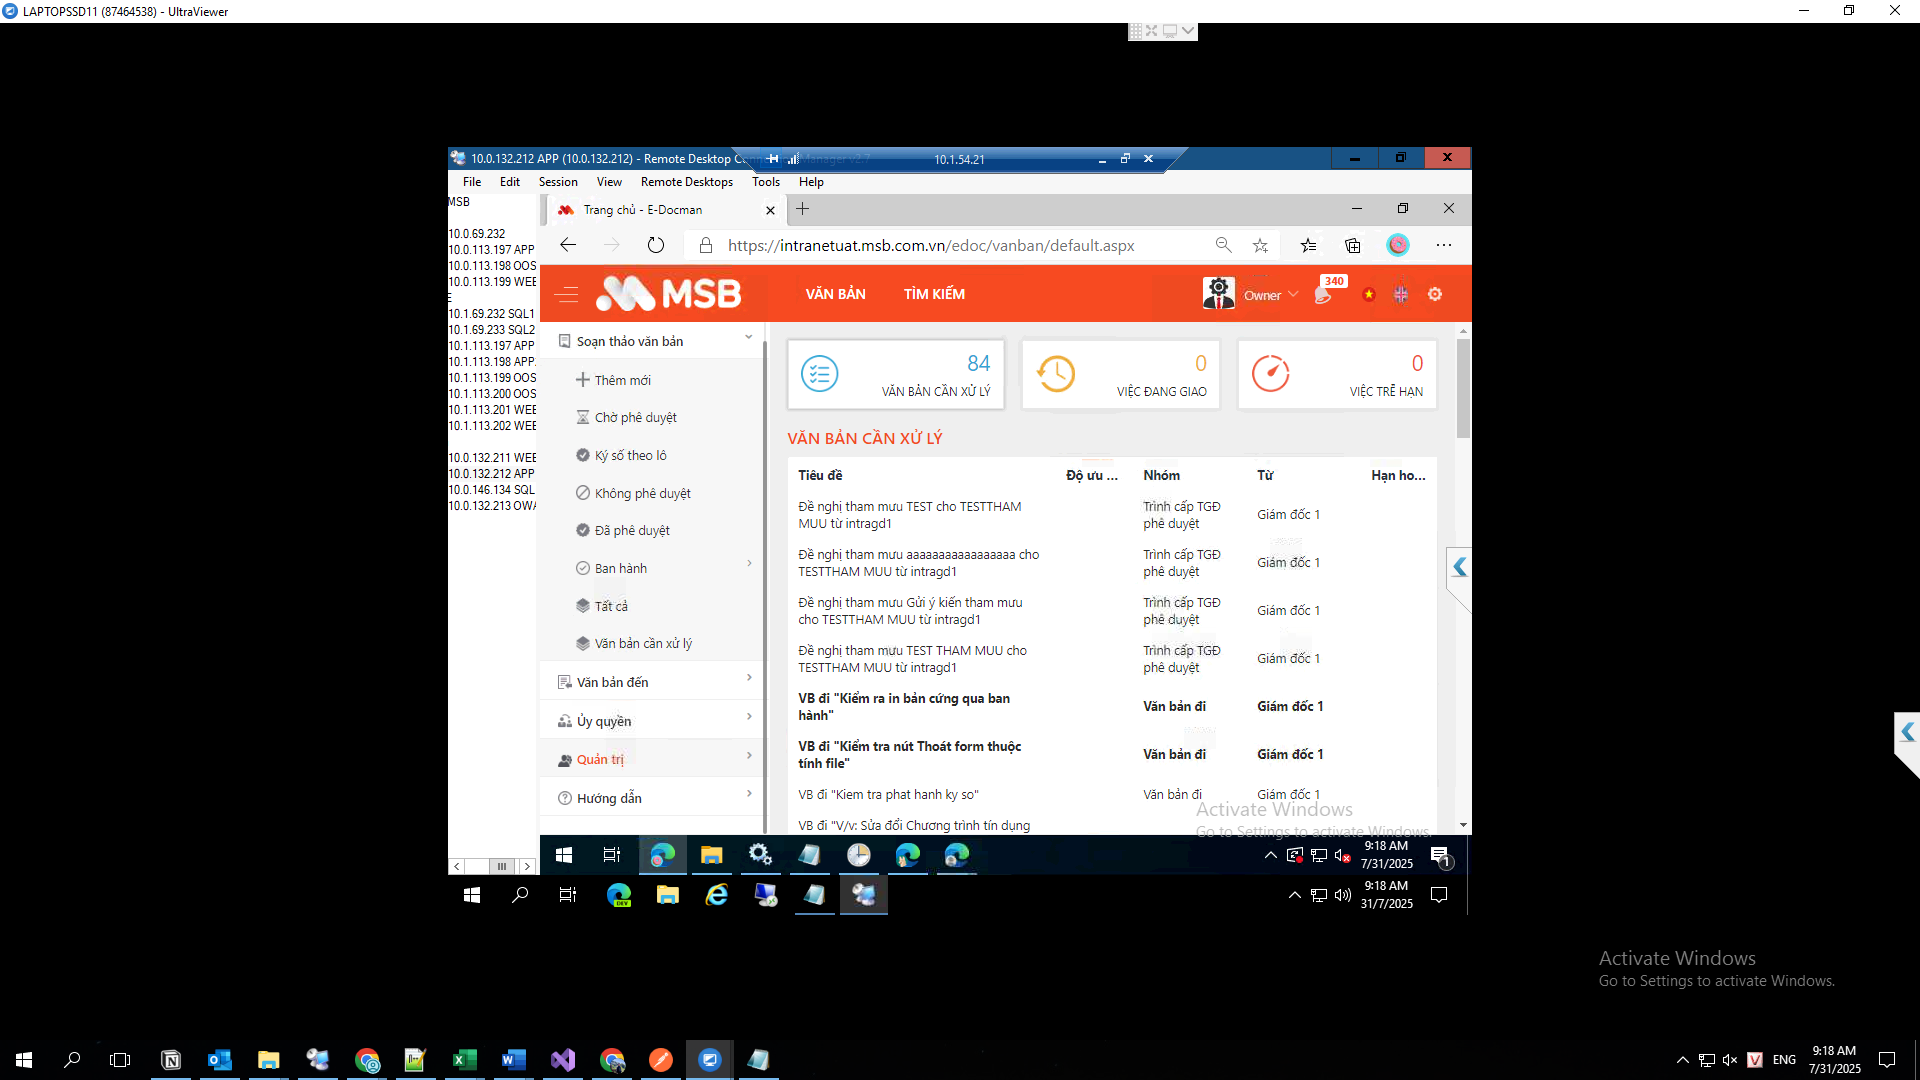 LAPTOPSSD11 (87464538) - UltraViewer
10.0.132.212 APP (10.0.132.212) - Remote Desktop
10.1.54.21
File Edit Session View Remote Desktops Tools Help
MSB
10.0.69.232
10.0.113.197 APP
10.0.113.198 OOS
10.0.113.199 WEE
E
10.1.69.232 SQL1
10.1.69.233 SQL2
10.1.113.197 APP
10.1.113.198 APP.
10.1.113.199 OOS
10.1.113.200 OOS
10.1.113.201 WEE
10.1.113.202 WEE
10.0.132.211 WEE
10.0.132.212 APP
10.0.146.134 SQL
10.0.132.213 OWA
Trang chủ - E-Docman
https://intranetuat.msb.com.vn/edoc/vanban/default.aspx
MSB
VĂN BẢN TÌM KIẾM
Owner
340
Soạn thảo văn bản
Thêm mới
Chờ phê duyệt
Ký số theo lô
Không phê duyệt
Đã phê duyệt
Ban hành
Tất cả
Văn bản cần xử lý
Văn bản đến
Ủy quyền
Quản trị
Hướng dẫn
84
VĂN BẢN CẦN XỬ LÝ
0
VIỆC ĐANG GIAO
0
VIỆC TRỄ HẠN
VĂN BẢN CẦN XỬ LÝ
Tiêu đề Độ ưu ... Nhóm Từ Hạn ho...
Đề nghị tham mưu TEST cho TESTTHAM MUU từ intragd1 Trình cấp TGĐ phê duyệt Giám đốc 1
Đề nghị tham mưu aaaaaaaaaaaaaaaaa cho TESTTHAM MUU từ intragd1 Trình cấp TGĐ phê duyệt Giám đốc 1
Đề nghị tham mưu Gửi ý kiến tham mưu cho TESTTHAM MUU từ intragd1 Trình cấp TGĐ phê duyệt Giám đốc 1
Đề nghị tham mưu TEST THAM MUU cho TESTTHAM MUU từ intragd1 Trình cấp TGĐ phê duyệt Giám đốc 1
VB đi "Kiểm ra in bản cứng qua ban hành" Văn bản đi Giám đốc 1
VB đi "Kiểm tra nút Thoát form thuộc tính file" Văn bản đi Giám đốc 1
VB đi "Kiem tra phat hanh ky so" Văn bản đi Giám đốc 1
VB đi "V/v: Sửa đổi Chương trình tín dụng
Activate Windows
Go to Settings to activate Windows.
9:18 AM
7/31/2025
1
DEV
9:18 AM
31/7/2025
Activate Windows
Go to Settings to activate Windows.
ENG
9:18 AM
7/31/2025